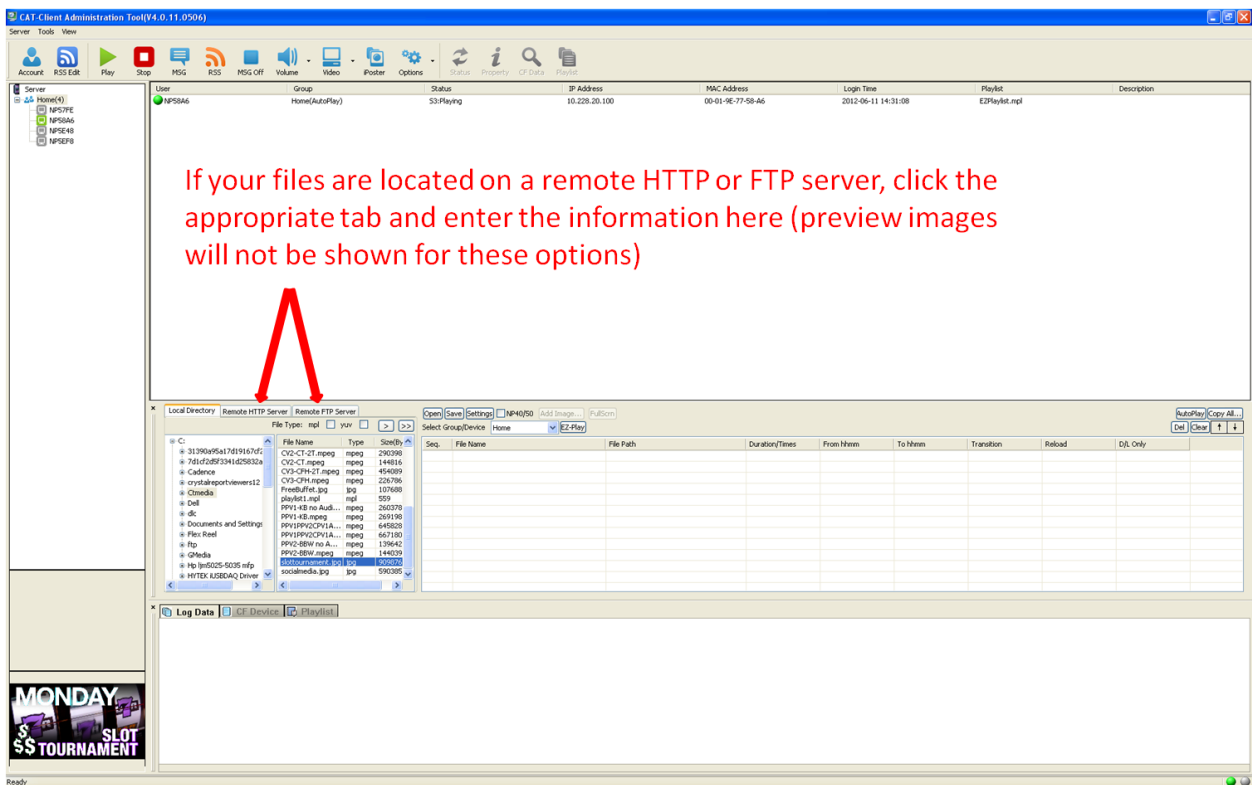 CAT-Client Administration Tool(V4.0.11.0506)
Server Tools View
Account RSS Edit Play Stop MSG RSS MSG Off Volume Video iPoster Options Status Property CF Data Playlist
Server
Home(4)
NP57FE
NP58A6
NP5E48
NP5EF8
User Group Status IP Address MAC Address Login Time Playlist Description
NP58A6 Home(AutoPlay) S3:Playing 10.228.20.100 00-01-9E-77-58-A6 2012-06-11 14:31:08 EZPlaylist.mpl
If your files are located on a remote HTTP or FTP server, click the
appropriate tab and enter the information here (preview images
will not be shown for these options)
Local Directory Remote HTTP Server Remote FTP Server
File Type: mpl yuv > >>
C:
31390a95a17d19167cf2
7d1cf2d5f3341d25832a
Cadence
crystalreportviewers12
Ctmedia
Dell
dlc
Documents and Settings
Flex Reel
ftp
GMedia
Hp ljm5025-5035 mfp
HYTEK iUSBDAQ Driver
File Name Type Size(By
CV2-CT-2T.mpeg mpeg 290398
CV2-CT.mpeg mpeg 144816
CV3-CFH-2T.mpeg mpeg 454089
CV3-CFH.mpeg mpeg 226786
FreeBuffet.jpg jpg 107688
playlist1.mpl mpl 559
PPV1-KB no Audi... mpeg 260378
PPV1-KB.mpeg mpeg 269198
PPV1PPV2CPV1A... mpeg 645828
PPV1PPV2CPV1A... mpeg 667180
PPV2-BBW no A... mpeg 139642
PPV2-BBW.mpeg mpeg 144039
slottournament.jpg jpg 909876
socialmedia.jpg jpg 590385
Open Save Settings NP40/50 Add Image... FullScrn
AutoPlay Copy All...
Select Group/Device Home EZ-Play
Del Clear
Seq. File Name File Path Duration/Times From hhmm To hhmm Transition Reload D/L Only
Log Data CF Device Playlist
MONDAY
SLOT
$$ TOURNAMENT
Ready